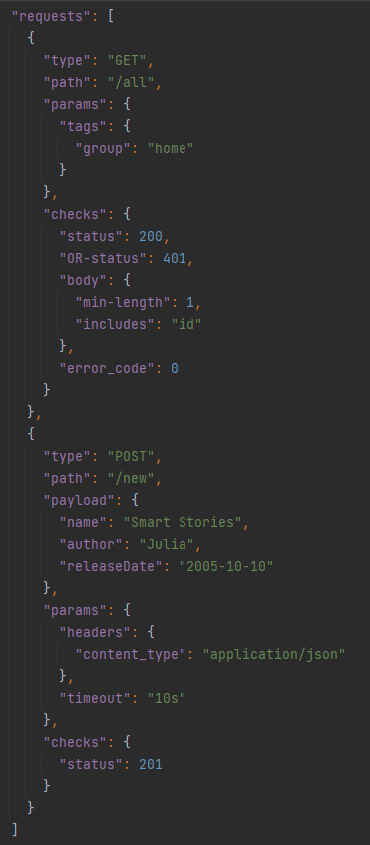 "requests": [
  {
    "type": "GET",
    "path": "/all",
    "params": {
      "tags": {
        "group": "home"
      }
    },
    "checks": {
      "status": 200,
      "OR-status": 401,
      "body": {
        "min-length": 1,
        "includes": "id"
      },
      "error_code": 0
    }
  },
  {
    "type": "POST",
    "path": "/new",
    "payload": {
      "name": "Smart Stories",
      "author": "Julia",
      "releaseDate": "2005-10-10"
    },
    "params": {
      "headers": {
        "content_type": "application/json"
      },
      "timeout": "10s"
    },
    "checks": {
      "status": 201
    }
  }
]